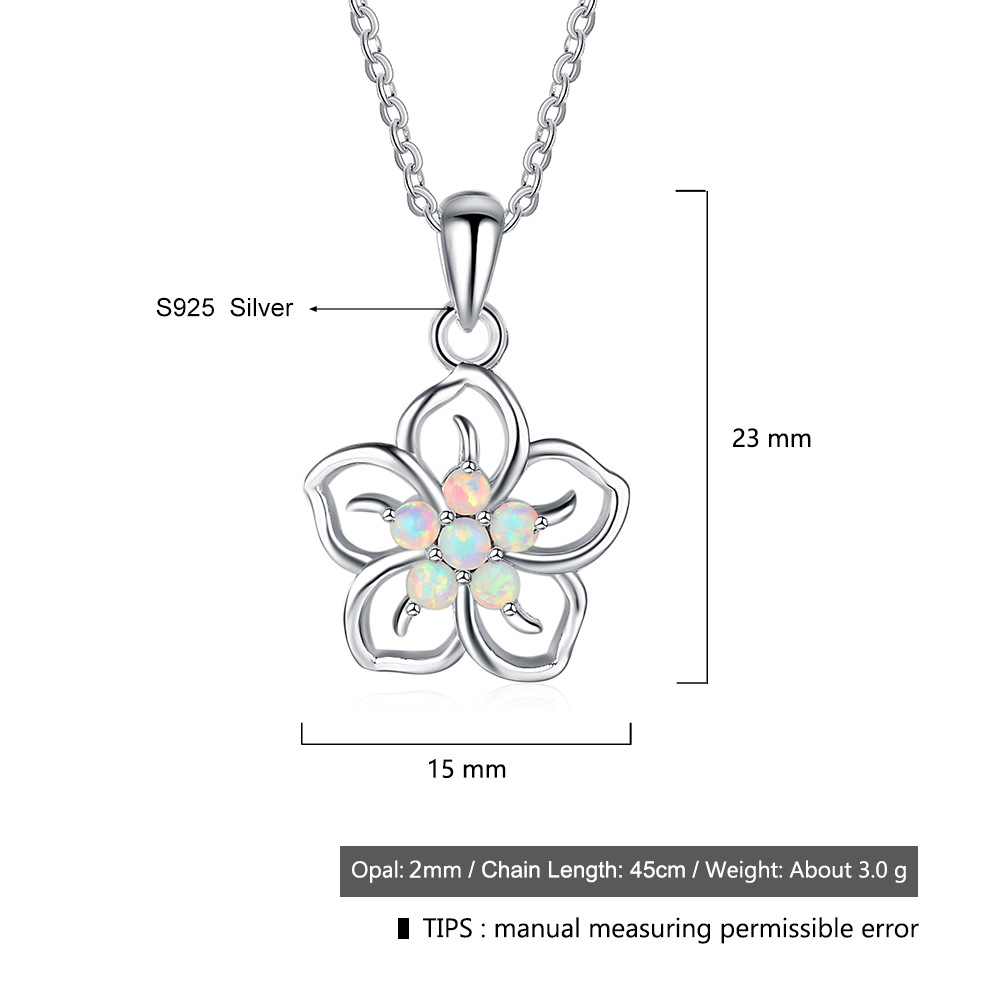 S925 Silver
23 mm
15 mm
Opal: 2mm / Chain Length: 45cm / Weight: About 3.0 g
TIPS : manual measuring permissible error